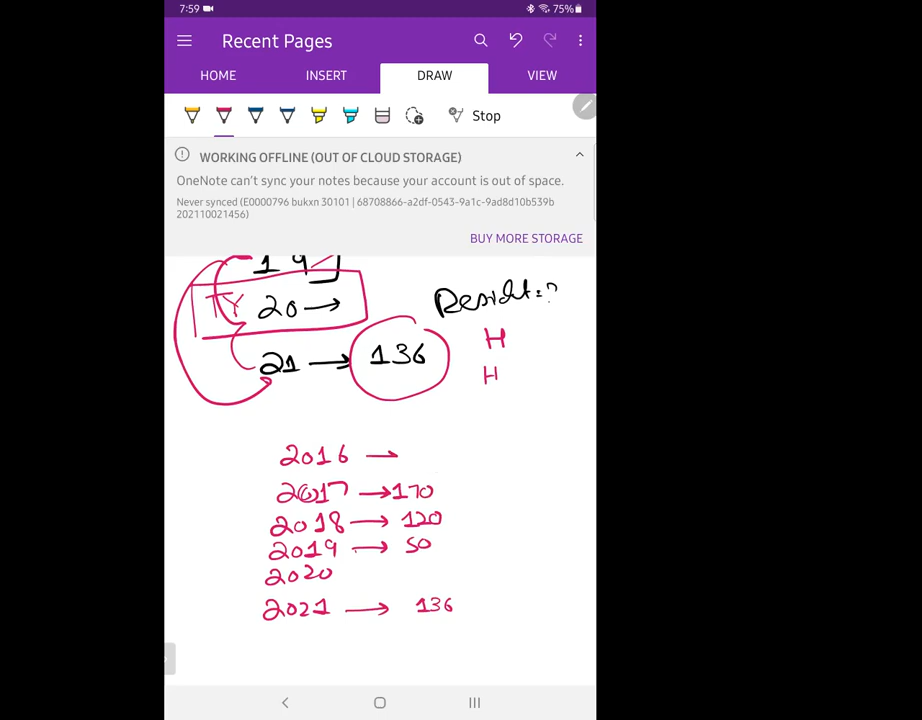 7:59 75%
Recent Pages
HOME INSERT DRAW VIEW
Stop
WORKING OFFLINE (OUT OF CLOUD STORAGE)
OneNote can't sync your notes because your account is out of space.
Never synced (E0000796 bukxn 30101 | 68708866-a2df-0543-9a1c-9ad8d10b539b
202110021456)
BUY MORE STORAGE
19
TY 20 →
21 → 136
H
H
2016 →
2017 → 170
2018 → 120
2019 → 50
2020
2021 → 136